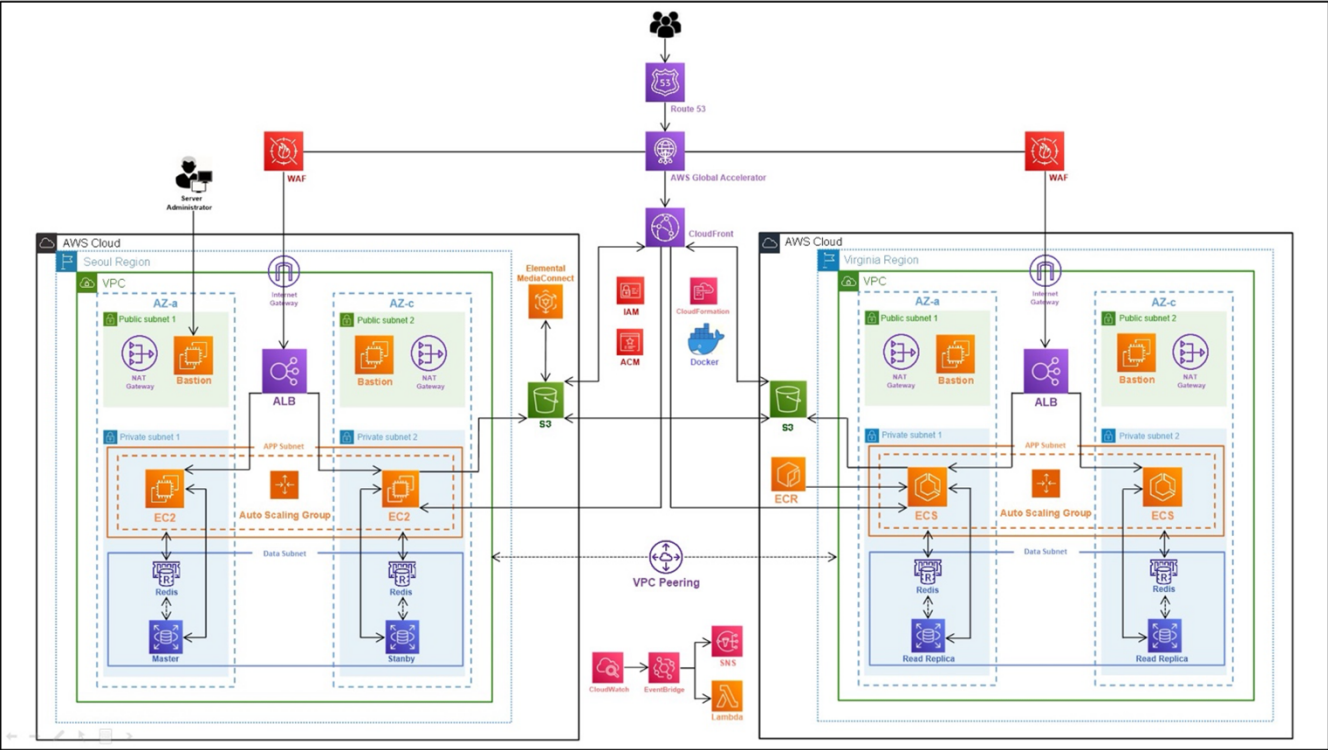 53
Route 53
WAF
AWS Global Accelerator
WAF
Server
Administrator
CloudFront
AWS Cloud
Seoul Region
VPC
Internet
Gateway
AZ-a
AZ-c
Public subnet 1
Public subnet 2
NAT
Gateway
Bastion
ALB
Bastion
NAT
Gateway
Private subnet 1
Private subnet 2
APP Subnet
EC2
Auto Scaling Group
EC2
Data Subnet
R
Redis
R
Redis
Master
Stanby
Elemental
MediaConnect
IAM
CloudFormation
ACM
Docker
S3
S3
ECR
VPC Peering
CloudWatch
EventBridge
SNS
Lambda
AWS Cloud
Virginia Region
VPC
Internet
Gateway
AZ-a
AZ-c
Public subnet 1
Public subnet 2
NAT
Gateway
Bastion
ALB
Bastion
NAT
Gateway
Private subnet 1
Private subnet 2
APP Subnet
ECS
Auto Scaling Group
ECS
Data Subnet
R
Redis
R
Redis
Read Replica
Read Replica